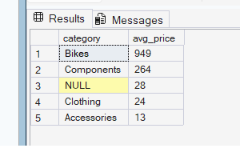 Results Messages
category avg_price
1 Bikes 949
2 Components 264
3 NULL 28
4 Clothing 24
5 Accessories 13